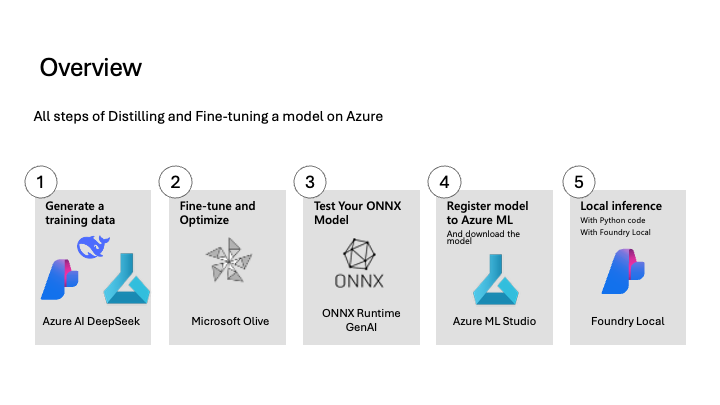 Overview
All steps of Distilling and Fine-tuning a model on Azure
1
Generate a
training data
Azure AI DeepSeek
2
Fine-tune and
Optimize
Microsoft Olive
3
Test Your ONNX
Model
ONNX
ONNX Runtime
GenAI
4
Register model
to Azure ML
And download the
model
Azure ML Studio
5
Local inference
With Python code
With Foundry Local
Foundry Local